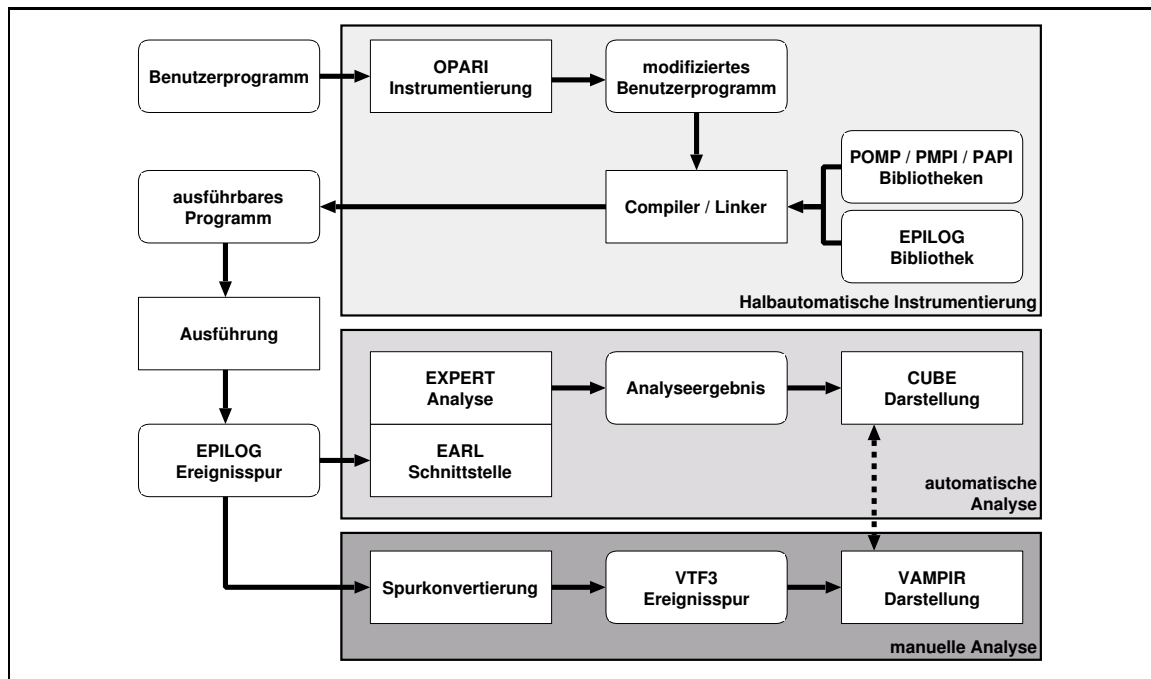 Benutzerprogramm
OPARI
Instrumentierung
modifiziertes
Benutzerprogramm
POMP / PMPI / PAPI
Bibliotheken
ausführbares
Programm
Compiler / Linker
EPILOG
Bibliothek
Halbautomatische Instrumentierung
Ausführung
EXPERT
Analyse
Analyseergebnis
CUBE
Darstellung
EPILOG
Ereignisspur
EARL
Schnittstelle
automatische
Analyse
Spurkonvertierung
VTF3
Ereignisspur
VAMPIR
Darstellung
manuelle Analyse